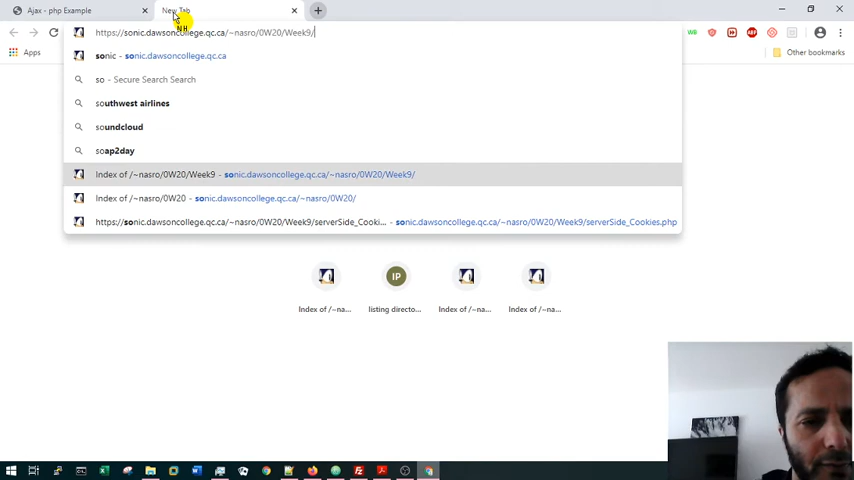 Ajax - php Example
New Tab
NH
https://sonic.dawsoncollege.qc.ca/~nasro/0W20/Week9/
WR
Apps
Other bookmarks
sonic - sonic.dawsoncollege.qc.ca
so - Secure Search Search
southwest airlines
soundcloud
soap2day
Index of /~nasro/0W20/Week9 - sonic.dawsoncollege.qc.ca/~nasro/0W20/Week9/
Index of /~nasro/0W20 - sonic.dawsoncollege.qc.ca/~nasro/0W20/
https://sonic.dawsoncollege.qc.ca/~nasro/0W20/Week9/serverSide_Cooki... - sonic.dawsoncollege.qc.ca/~nasro/0W20/Week9/serverSide_Cookies.php
IP
Index of /~na... listing directo... Index of /~na... Index of /~na...